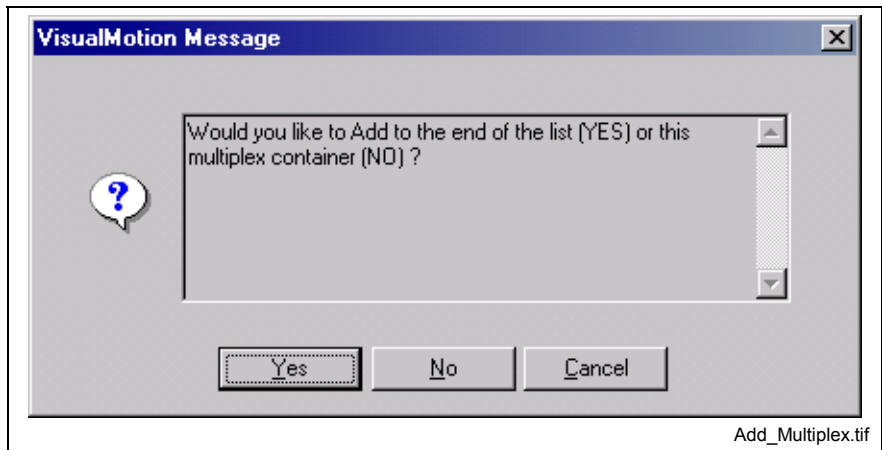 VisualMotion Message
Would you like to Add to the end of the list (YES) or this
multiplex container (NO) ?
?
Yes
No
Cancel
Add_Multiplex.tif